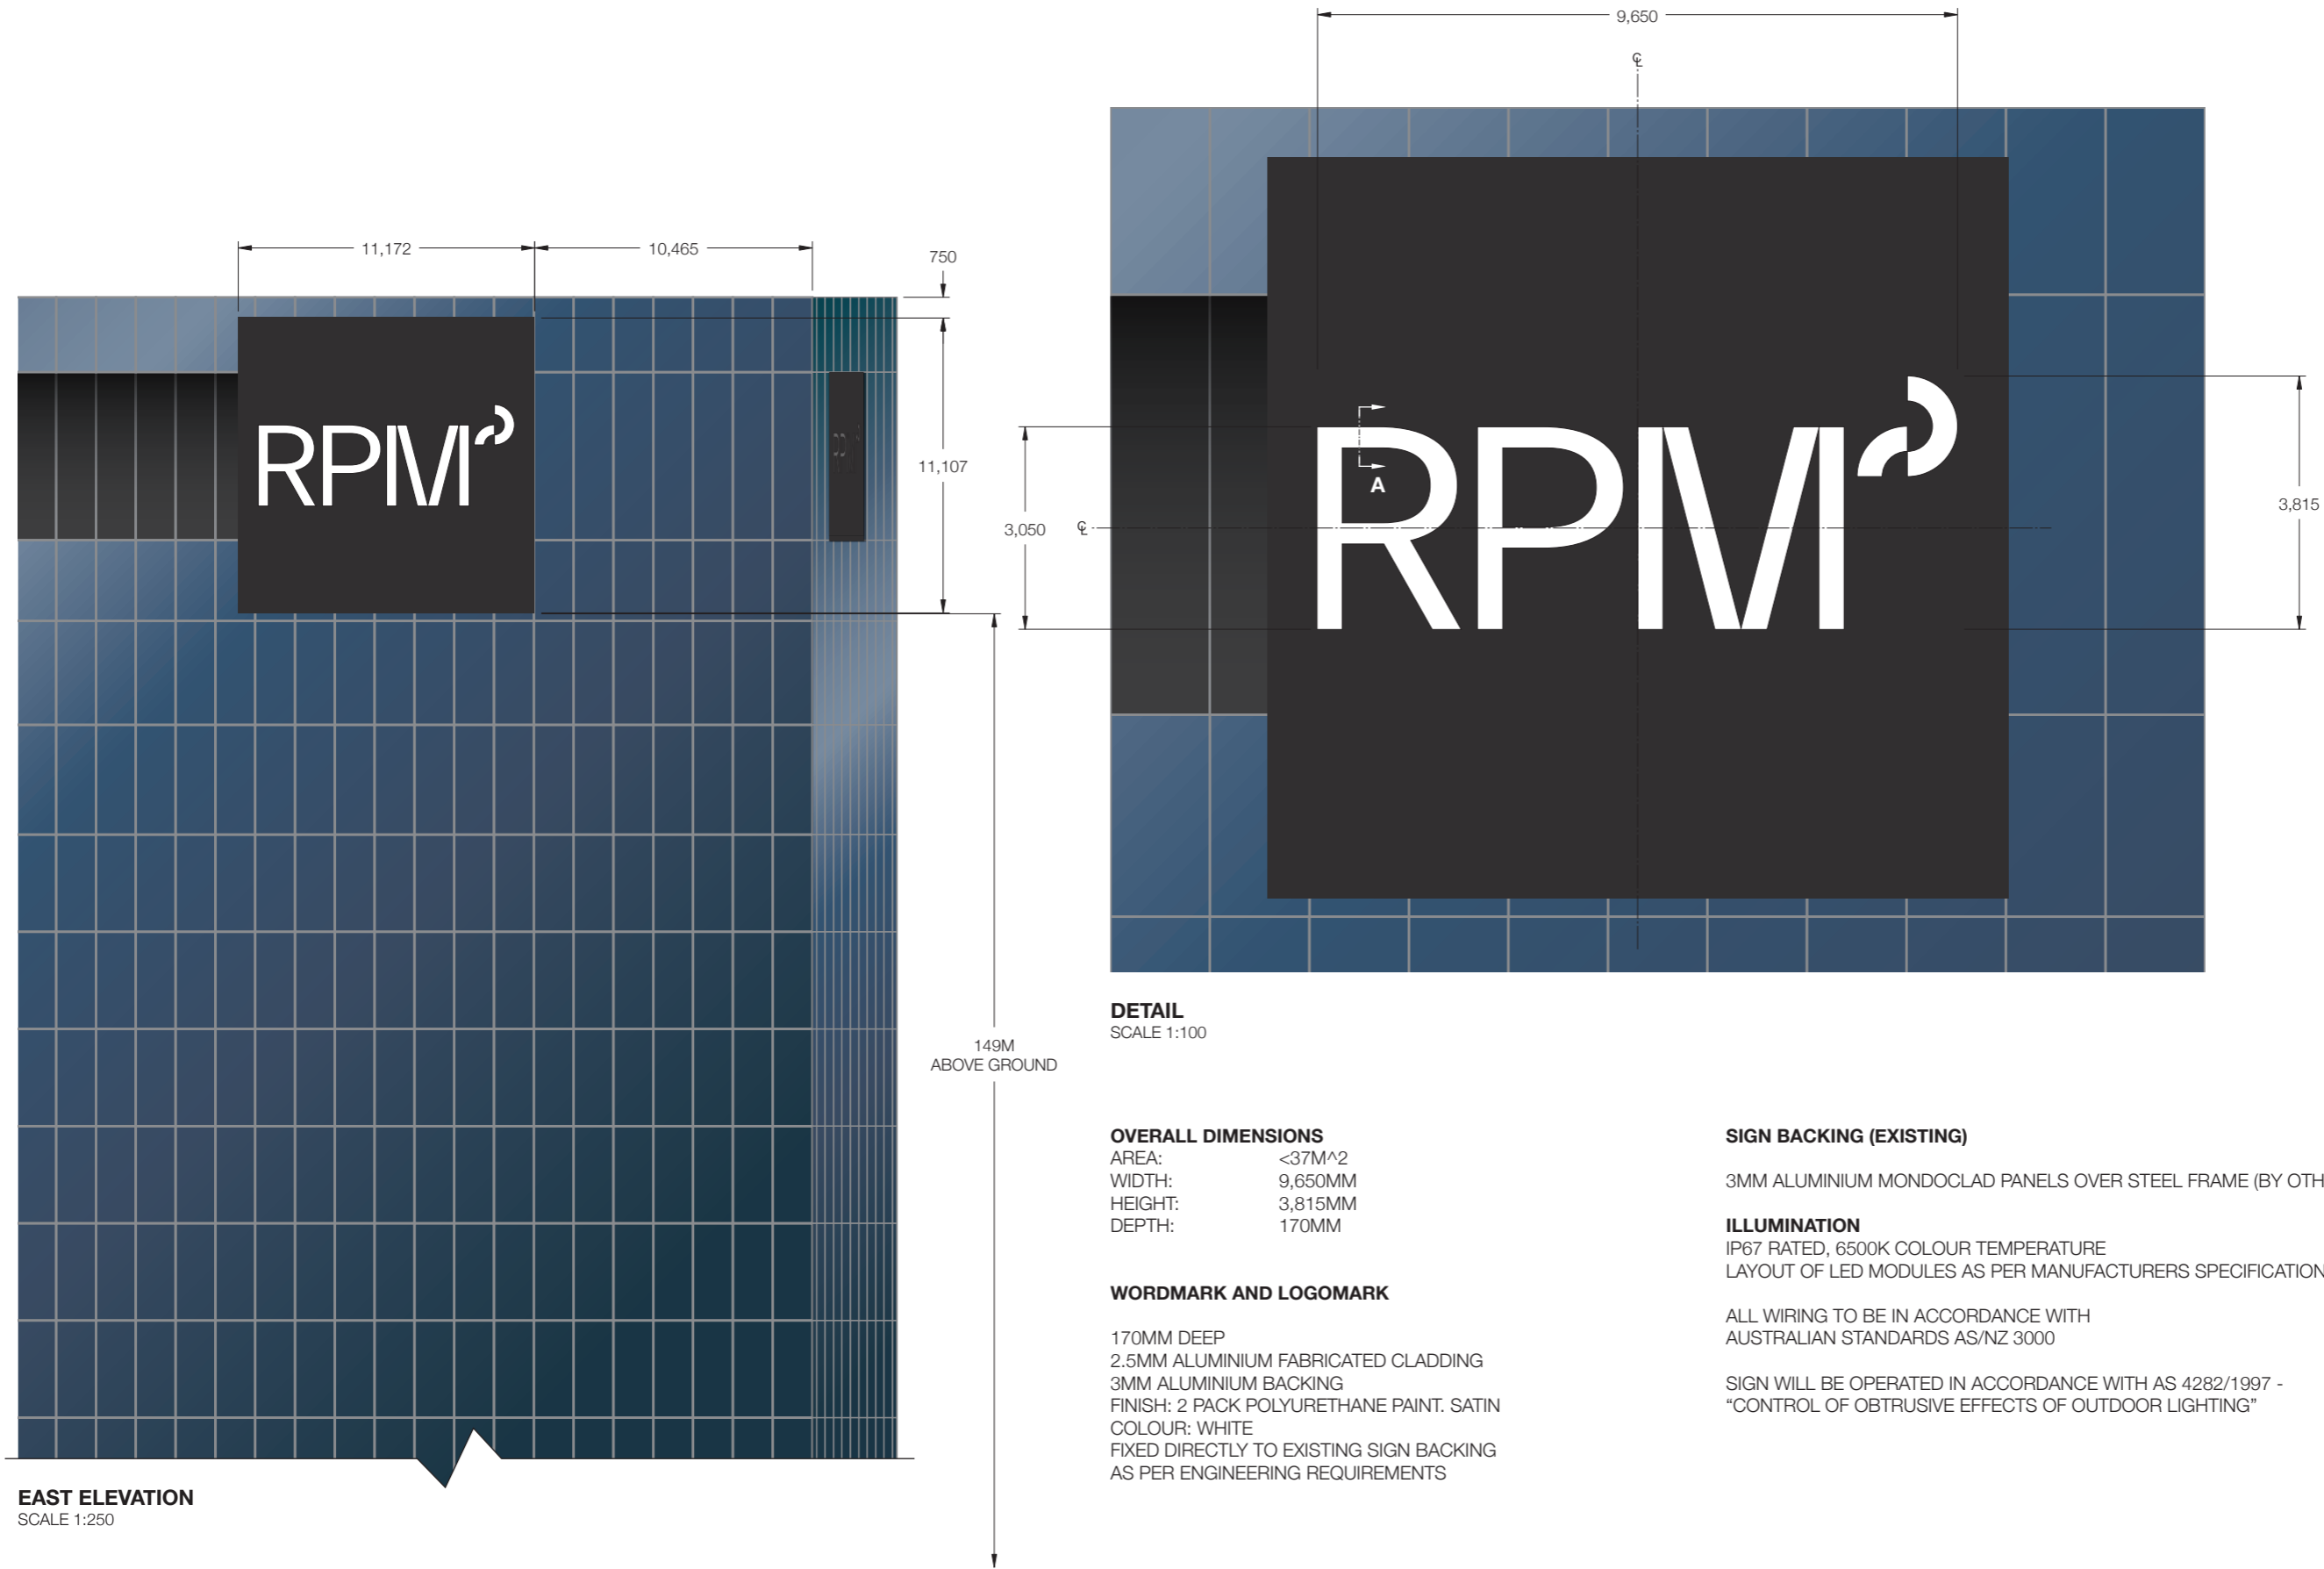 11,172
10,465
750
11,107
RPM
149M
ABOVE GROUND
EAST ELEVATION
SCALE 1:250
9,650
℄
RPM
A
3,050
℄
3,815
DETAIL
SCALE 1:100
OVERALL DIMENSIONS
AREA: <37M^2
WIDTH: 9,650MM
HEIGHT: 3,815MM
DEPTH: 170MM
WORDMARK AND LOGOMARK
170MM DEEP
2.5MM ALUMINIUM FABRICATED CLADDING
3MM ALUMINIUM BACKING
FINISH: 2 PACK POLYURETHANE PAINT. SATIN
COLOUR: WHITE
FIXED DIRECTLY TO EXISTING SIGN BACKING
AS PER ENGINEERING REQUIREMENTS
SIGN BACKING (EXISTING)
3MM ALUMINIUM MONDOCLAD PANELS OVER STEEL FRAME (BY OTH
ILLUMINATION
IP67 RATED, 6500K COLOUR TEMPERATURE
LAYOUT OF LED MODULES AS PER MANUFACTURERS SPECIFICATION
ALL WIRING TO BE IN ACCORDANCE WITH
AUSTRALIAN STANDARDS AS/NZ 3000
SIGN WILL BE OPERATED IN ACCORDANCE WITH AS 4282/1997 -
“CONTROL OF OBTRUSIVE EFFECTS OF OUTDOOR LIGHTING”